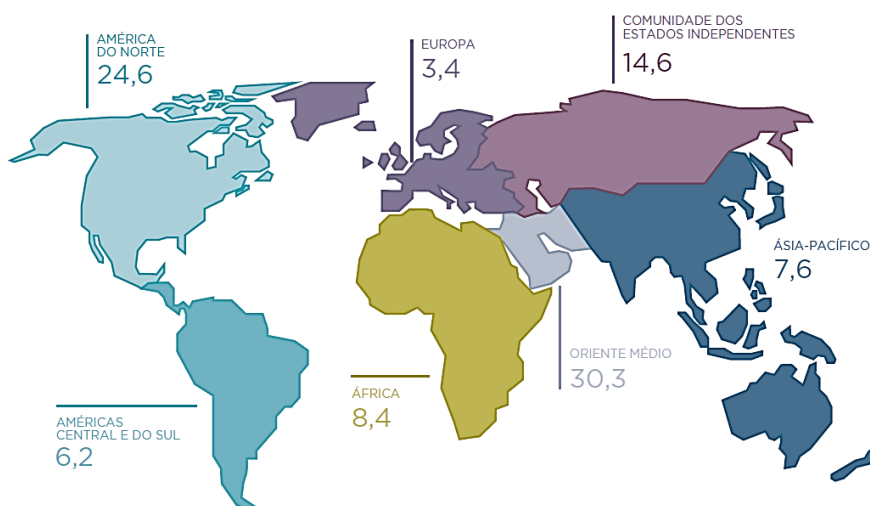 AMÉRICA
DO NORTE
24,6
EUROPA
3,4
COMUNIDADE DOS
ESTADOS INDEPENDENTES
14,6
ÁSIA-PACÍFICO
7,6
ORIENTE MÉDIO
30,3
ÁFRICA
8,4
AMÉRICAS
CENTRAL E DO SUL
6,2